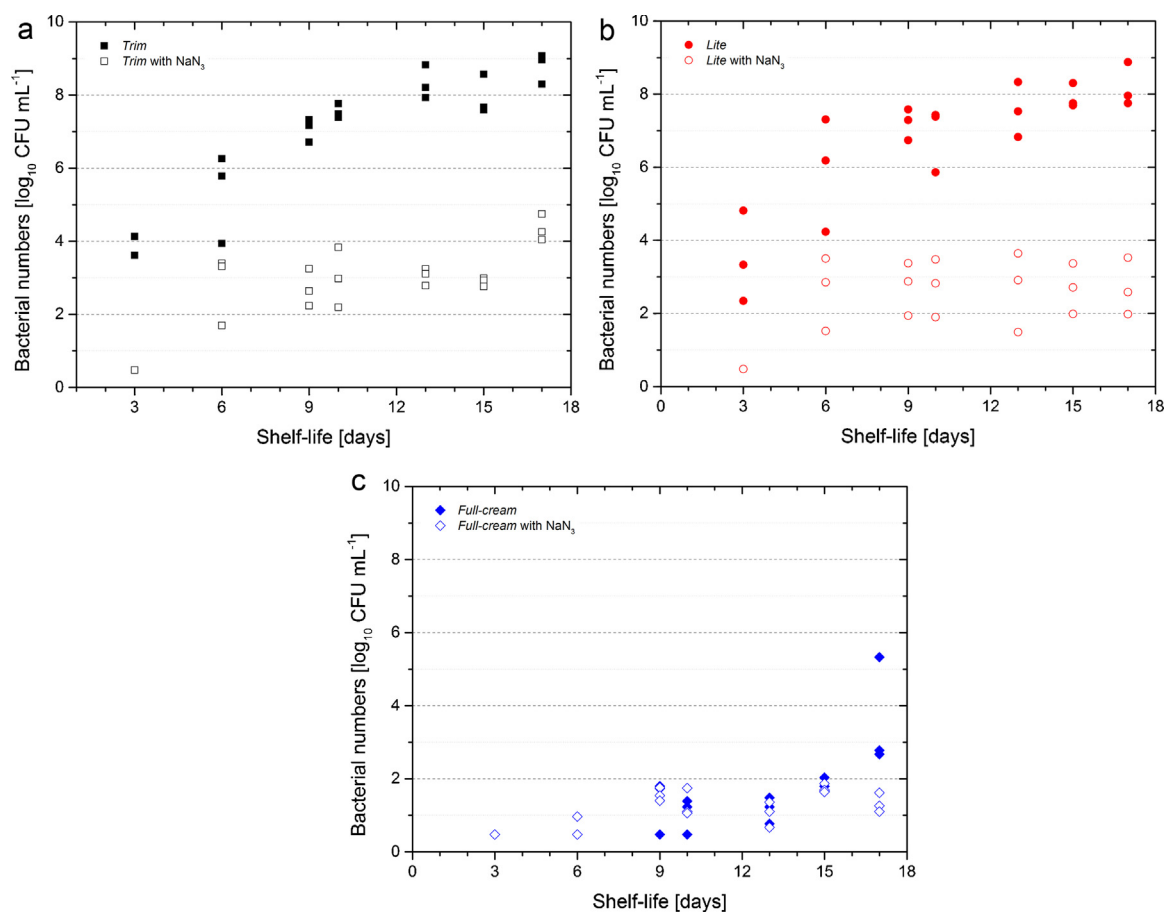 a
Trim
Trim with NaN₃
Bacterial numbers [log₁₀ CFU mL⁻¹]
10
8
6
4
2
0
3 6 9 12 15 18
Shelf-life [days]
b
Lite
Lite with NaN₃
Bacterial numbers [log₁₀ CFU mL⁻¹]
10
8
6
4
2
0
0 3 6 9 12 15 18
Shelf-life [days]
c
Full-cream
Full-cream with NaN₃
Bacterial numbers [log₁₀ CFU mL⁻¹]
10
8
6
4
2
0
0 3 6 9 12 15 18
Shelf-life [days]